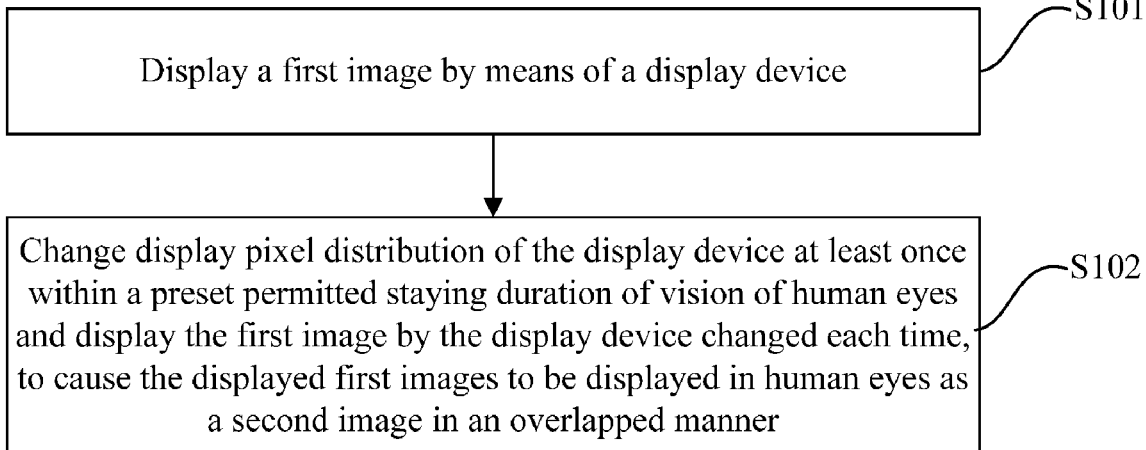 S101
Display a first image by means of a display device
Change display pixel distribution of the display device at least once
within a preset permitted staying duration of vision of human eyes
and display the first image by the display device changed each time,
to cause the displayed first images to be displayed in human eyes as
a second image in an overlapped manner
S102